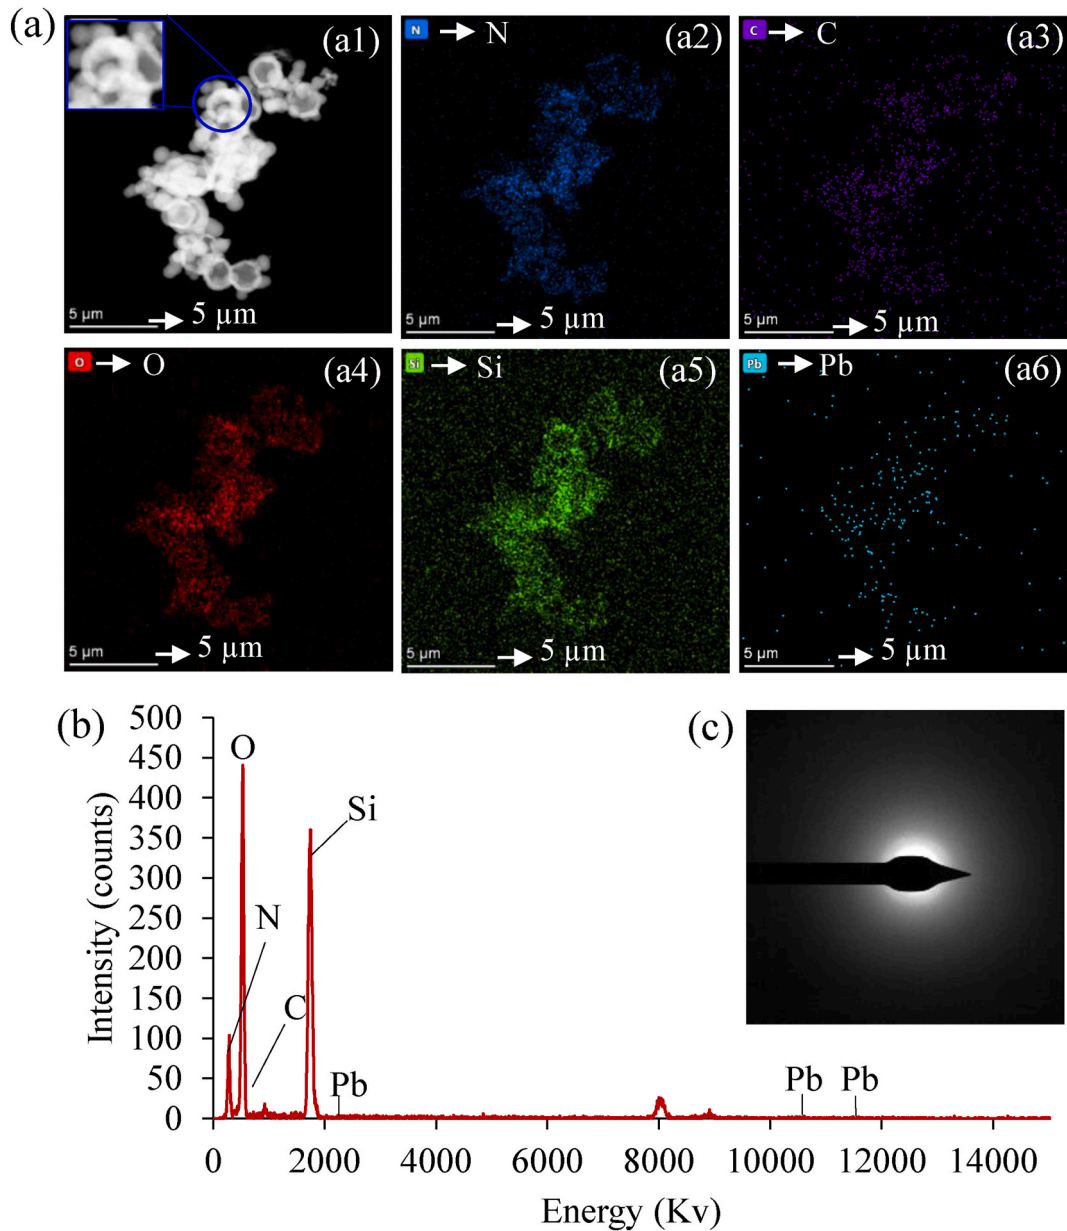 (a)
(a1)
5 µm
5 µm
N
N
(a2)
5 µm
5 µm
C
C
(a3)
5 µm
5 µm
O
O
(a4)
5 µm
5 µm
Si
Si
(a5)
5 µm
5 µm
Pb
Pb
(a6)
5 µm
5 µm
(b)
Intensity (counts)
500
450
400
350
300
250
200
150
100
50
0
O
Si
N
C
Pb
Pb
Pb
0
2000
4000
6000
8000
10000
12000
14000
Energy (Kv)
(c)